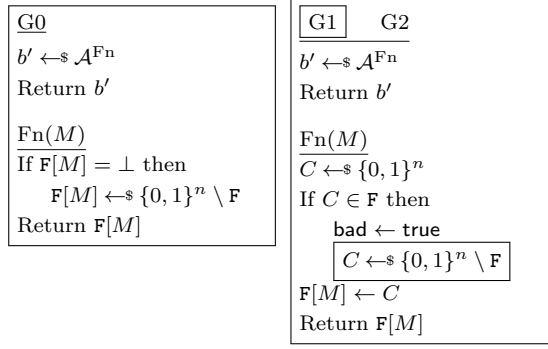 G0
b′ ←$ 𝒜^Fn
Return b′
Fn(M)
If F[M] = ⊥ then
F[M] ←$ {0, 1}^n \ F
Return F[M]
G1 G2
b′ ←$ 𝒜^Fn
Return b′
Fn(M)
C ←$ {0, 1}^n
If C ∈ F then
bad ← true
C ←$ {0, 1}^n \ F
F[M] ← C
Return F[M]